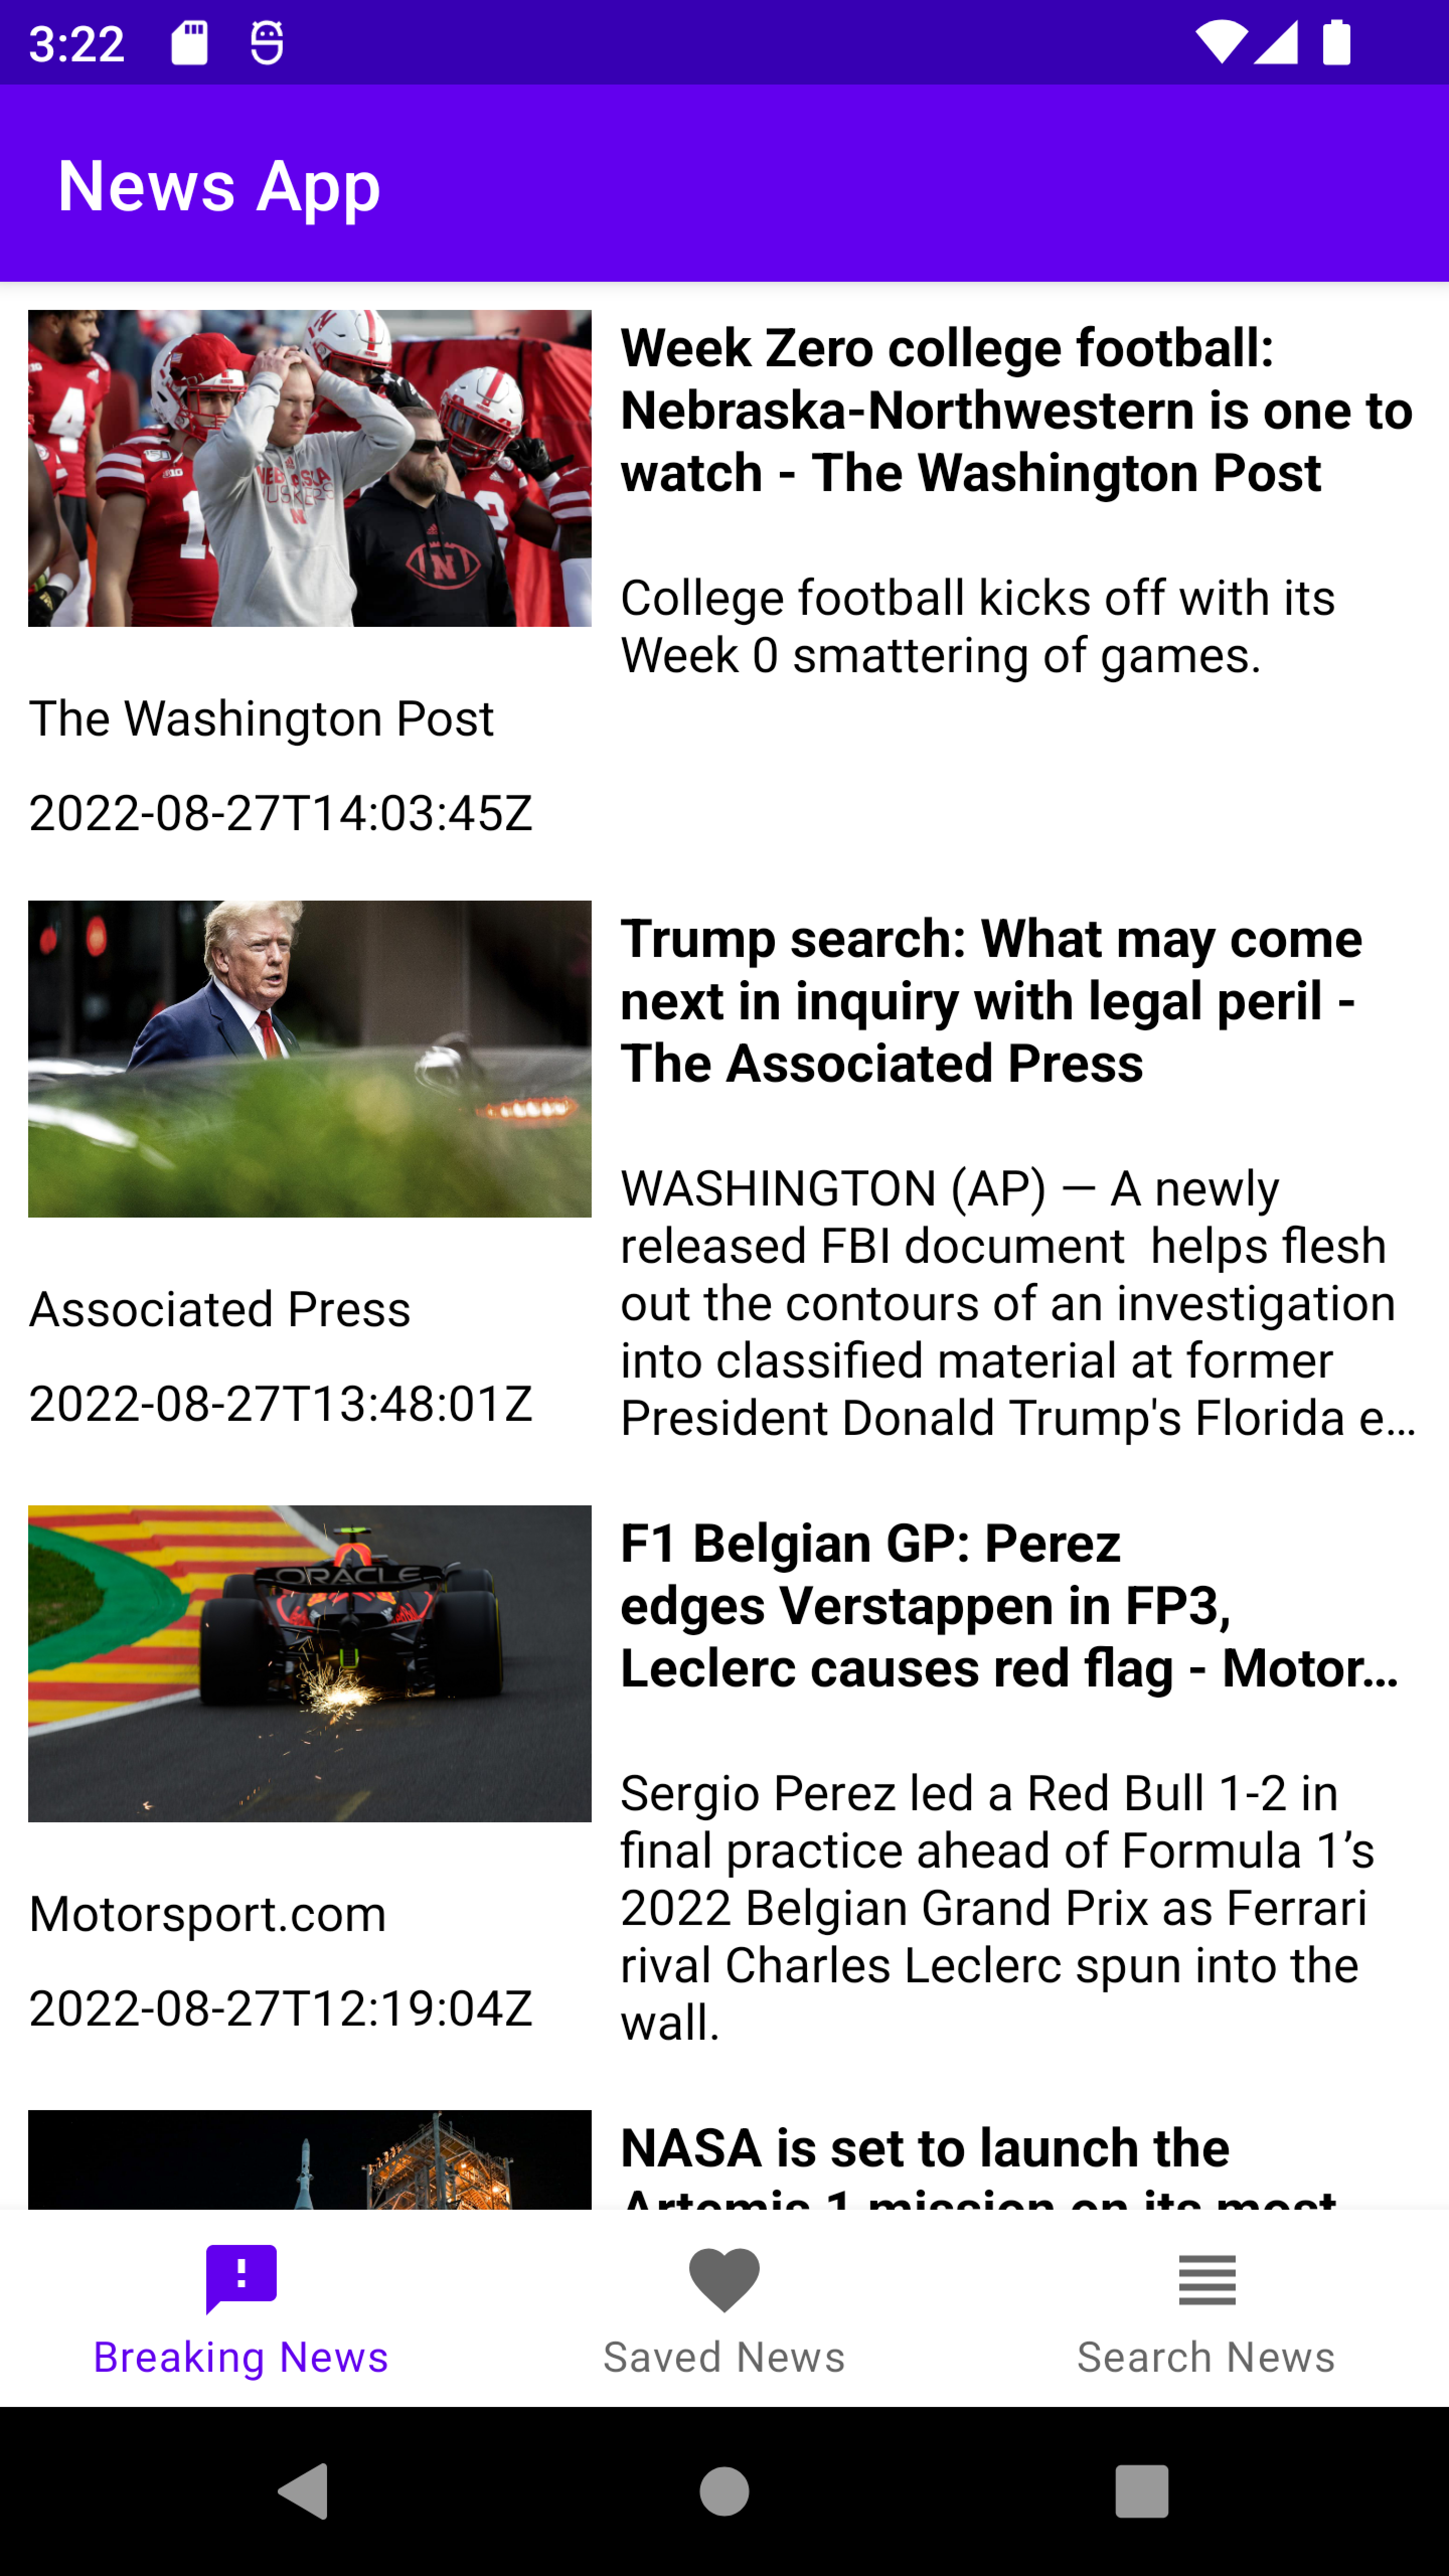 3:22
News App
Week Zero college football:
Nebraska-Northwestern is one to
watch - The Washington Post
College football kicks off with its
Week 0 smattering of games.
The Washington Post
2022-08-27T14:03:45Z
Trump search: What may come
next in inquiry with legal peril -
The Associated Press
WASHINGTON (AP) — A newly
released FBI document  helps flesh
out the contours of an investigation
into classified material at former
President Donald Trump's Florida e…
Associated Press
2022-08-27T13:48:01Z
ORACLE
F1 Belgian GP: Perez
edges Verstappen in FP3,
Leclerc causes red flag - Motor…
Sergio Perez led a Red Bull 1-2 in
final practice ahead of Formula 1’s
2022 Belgian Grand Prix as Ferrari
rival Charles Leclerc spun into the
wall.
Motorsport.com
2022-08-27T12:19:04Z
NASA is set to launch the
Artemis 1 mission on its most
Breaking News
Saved News
Search News